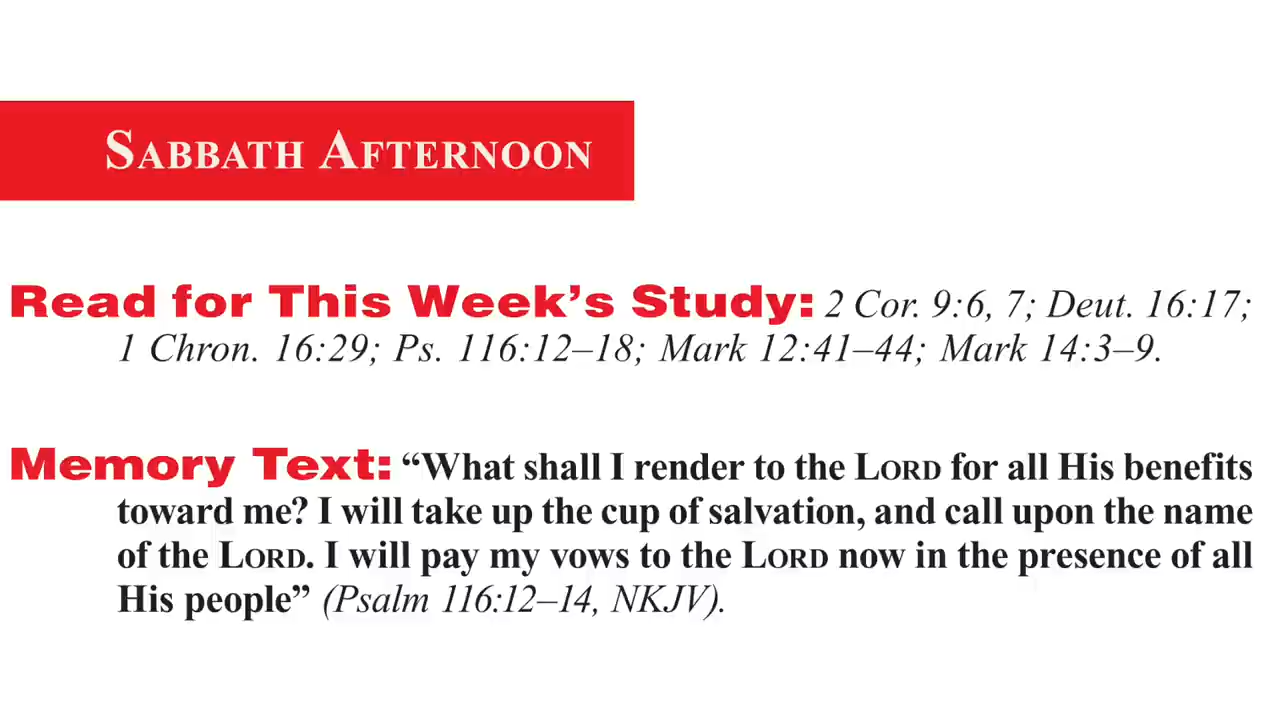 SABBATH AFTERNOON
Read for This Week’s Study: 2 Cor. 9:6, 7; Deut. 16:17;
1 Chron. 16:29; Ps. 116:12–18; Mark 12:41–44; Mark 14:3–9.
Memory Text: “What shall I render to the LORD for all His benefits
toward me? I will take up the cup of salvation, and call upon the name
of the LORD. I will pay my vows to the LORD now in the presence of all
His people” (Psalm 116:12–14, NKJV).